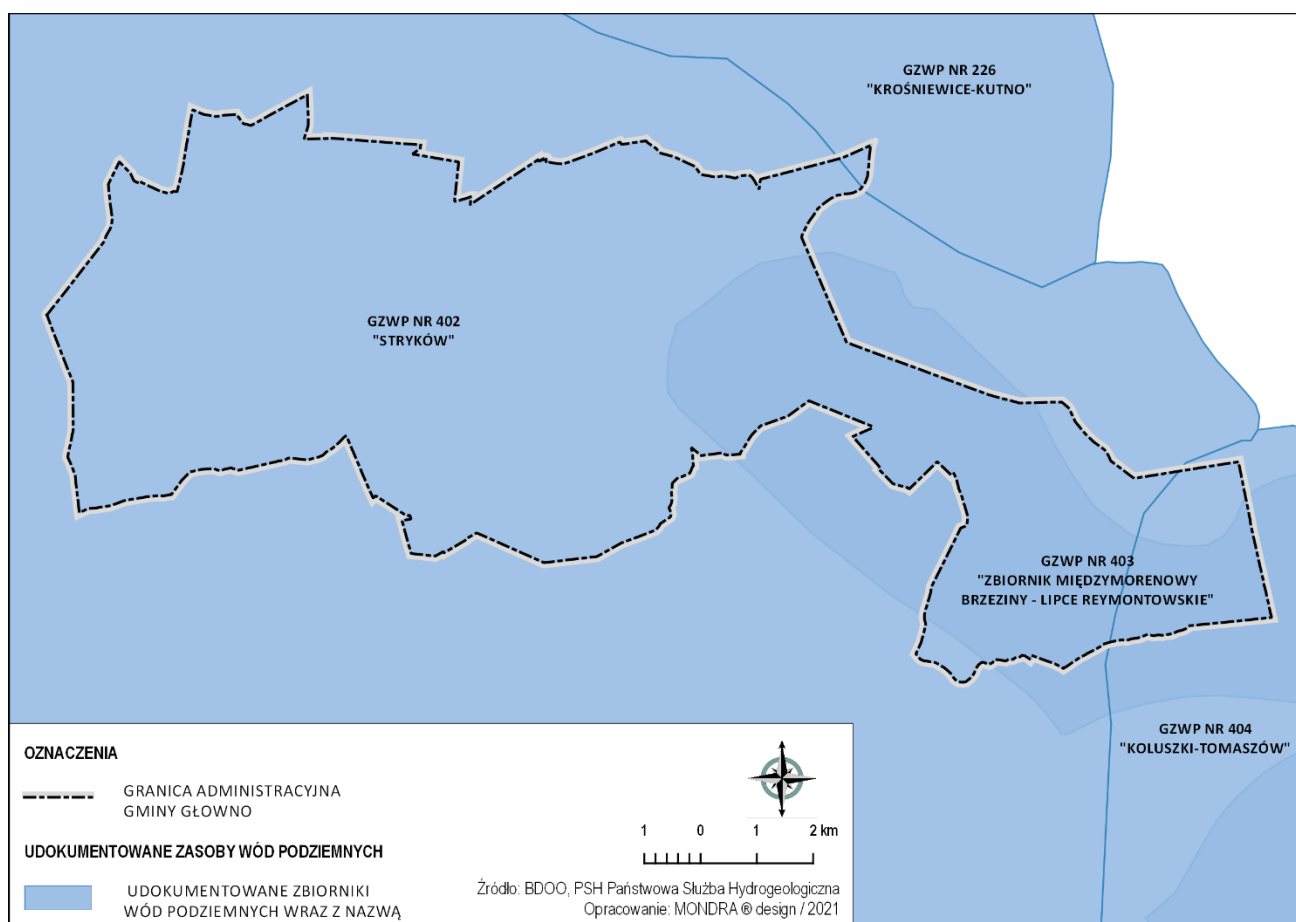 GZWP NR 226
"KROŚNIEWICE-KUTNO"
GZWP NR 402
"STRYKÓW"
GZWP NR 403
"ZBIORNIK MIĘDZYMORENOWY
BRZEZINY - LIPCE REYMONTOWSKIE"
GZWP NR 404
"KOLUSZKI-TOMASZÓW"
OZNACZENIA
GRANICA ADMINISTRACYJNA
GMINY GŁOWNO
UDOKUMENTOWANE ZASOBY WÓD PODZIEMNYCH
UDOKUMENTOWANE ZBIORNIKI
WÓD PODZIEMNYCH WRAZ Z NAZWĄ
1 0 1 2 km
Źródło: BDOO, PSH Państwowa Służba Hydrogeologiczna
Opracowanie: MONDRA ® design / 2021